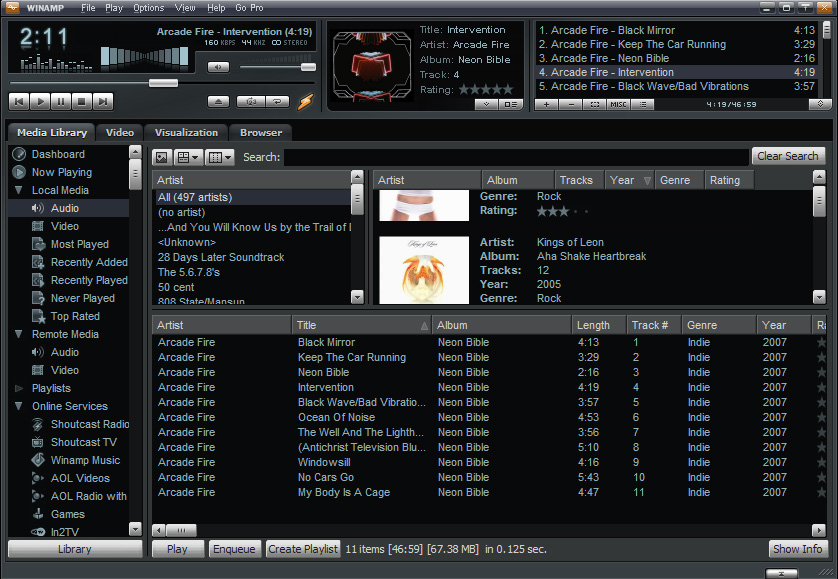 WINAMP File Play Options View Help Go Pro
2:11
Arcade Fire - Intervention (4:19)
160 KBPS 44 KHZ STEREO
Title: Intervention
Artist: Arcade Fire
Album: Neon Bible
Track: 4
Rating:
1. Arcade Fire - Black Mirror 4:13
2. Arcade Fire - Keep The Car Running 3:29
3. Arcade Fire - Neon Bible 2:16
4. Arcade Fire - Intervention 4:19
5. Arcade Fire - Black Wave/Bad Vibrations 3:57
MISC 4:19/46:59
Media Library Video Visualization Browser
Dashboard
Now Playing
Local Media
Audio
Video
Most Played
Recently Added
Recently Played
Never Played
Top Rated
Remote Media
Audio
Video
Playlists
Online Services
Shoutcast Radio
Shoutcast TV
Winamp Music
AOL Videos
AOL Radio with
Games
In2TV
Library
Search: Clear Search
Artist
All (497 artists)
(no artist)
...And You Will Know Us by the Trail of
<Unknown>
28 Days Later Soundtrack
The 5.6.7.8's
50 cent
808 State/Mansun
Artist Album Tracks Year Genre Rating
Genre: Rock
Rating:
Kings of Leon
Artist: Kings of Leon
Album: Aha Shake Heartbreak
Tracks: 12
Year: 2005
Genre: Rock
Artist Title Album Length Track # Genre Year Ra
Arcade Fire Black Mirror Neon Bible 4:13 1 Indie 2007
Arcade Fire Keep The Car Running Neon Bible 3:29 2 Indie 2007
Arcade Fire Neon Bible Neon Bible 2:16 3 Indie 2007
Arcade Fire Intervention Neon Bible 4:19 4 Indie 2007
Arcade Fire Black Wave/Bad Vibratio... Neon Bible 3:57 5 Indie 2007
Arcade Fire Ocean Of Noise Neon Bible 4:53 6 Indie 2007
Arcade Fire The Well And The Lighth... Neon Bible 3:56 7 Indie 2007
Arcade Fire (Antichrist Television Blu... Neon Bible 5:10 8 Indie 2007
Arcade Fire Windowsill Neon Bible 4:16 9 Indie 2007
Arcade Fire No Cars Go Neon Bible 5:43 10 Indie 2007
Arcade Fire My Body Is A Cage Neon Bible 4:47 11 Indie 2007
Play Enqueue Create Playlist 11 items [46:59] [67.38 MB] in 0.125 sec. Show Info